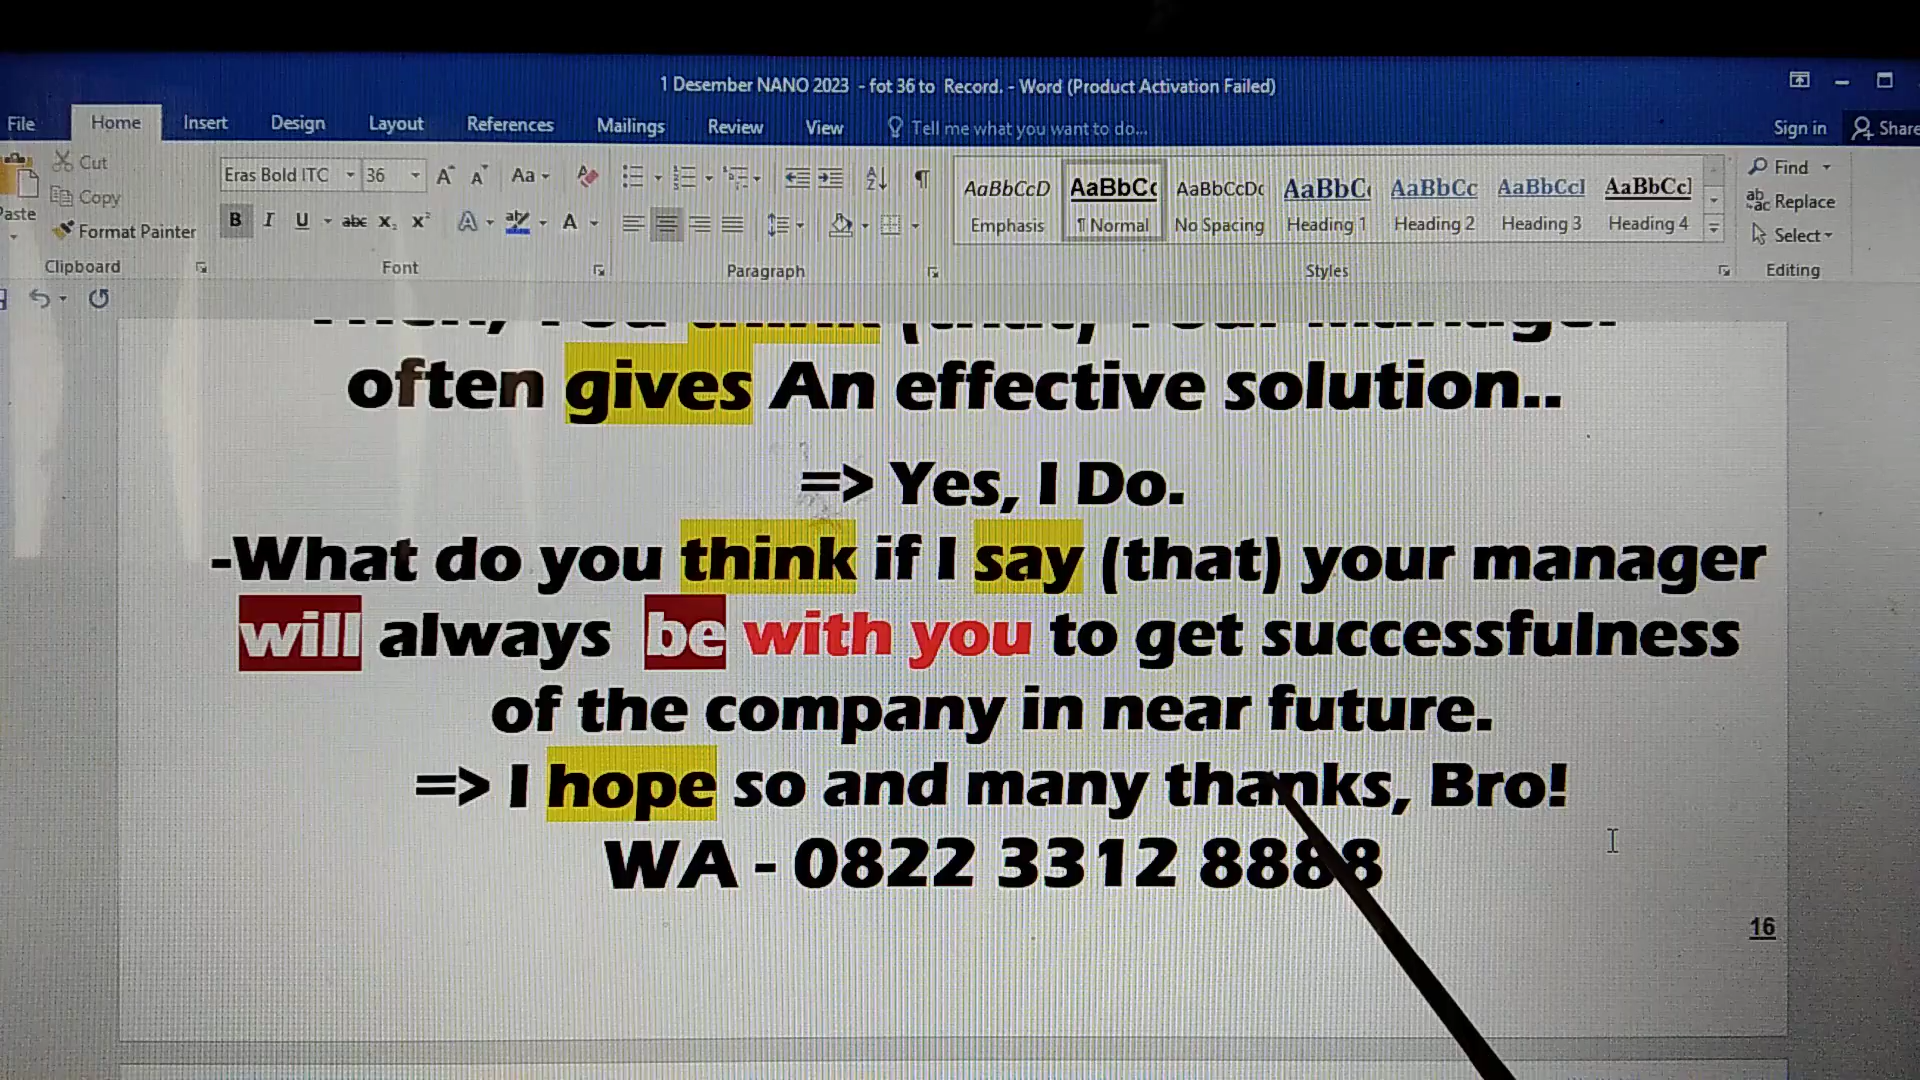 1 Desember NANO 2023 - fot 36 to Record. - Word (Product Activation Failed)
File Home Insert Design Layout References Mailings Review View Tell me what you want to do... Sign in Share
Cut
Copy
Paste
Format Painter
Clipboard
Eras Bold ITC 36
Font
Paragraph
AaBbCcD AaBbCc AaBbCcDc AaBbC AaBbCc AaBbCcI AaBbCcI
Emphasis ¶ Normal No Spacing Heading 1 Heading 2 Heading 3 Heading 4
Styles
Find
Replace
Select
Editing
often gives An effective solution..
=> Yes, I Do.
-What do you think if I say (that) your manager
will always be with you to get successfulness
of the company in near future.
=> I hope so and many thanks, Bro!
WA - 0822 3312 8888
16